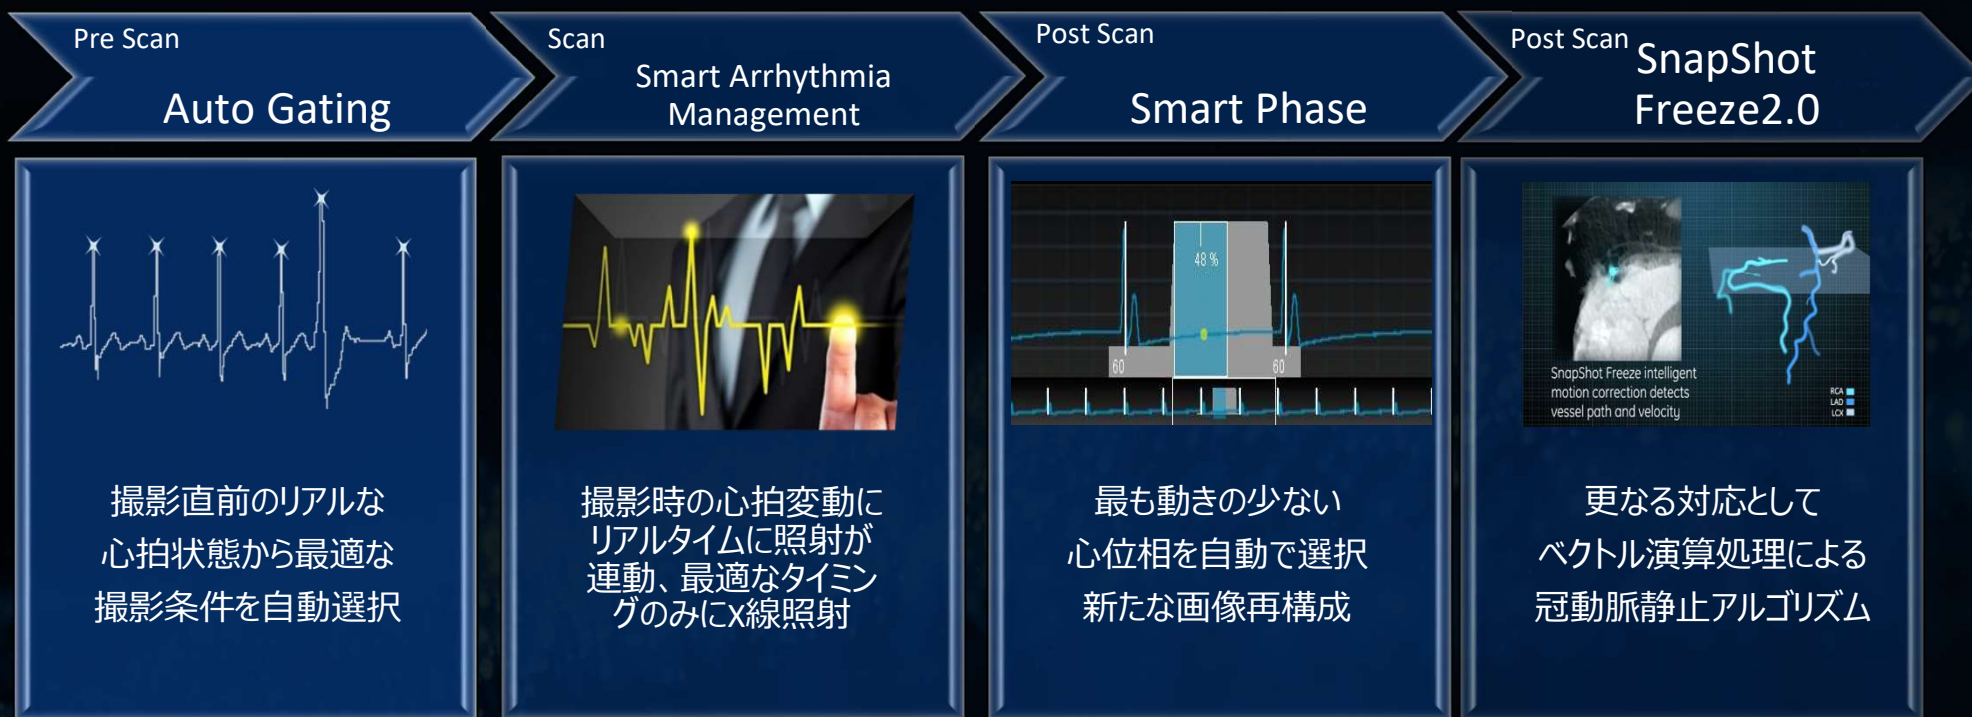 Pre Scan
Auto Gating
Scan
Smart Arrhythmia
Management
Post Scan
Smart Phase
Post Scan
SnapShot
Freeze2.0
撮影直前のリアルな
心拍状態から最適な
撮影条件を自動選択
撮影時の心拍変動に
リアルタイムに照射が
連動、最適なタイミン
グのみにX線照射
48 %
60
60
最も動きの少ない
心位相を自動で選択
新たな画像再構成
SnapShot Freeze intelligent
motion correction detects
vessel path and velocity
RCA
LAD
LCX
更なる対応として
ベクトル演算処理による
冠動脈静止アルゴリズム